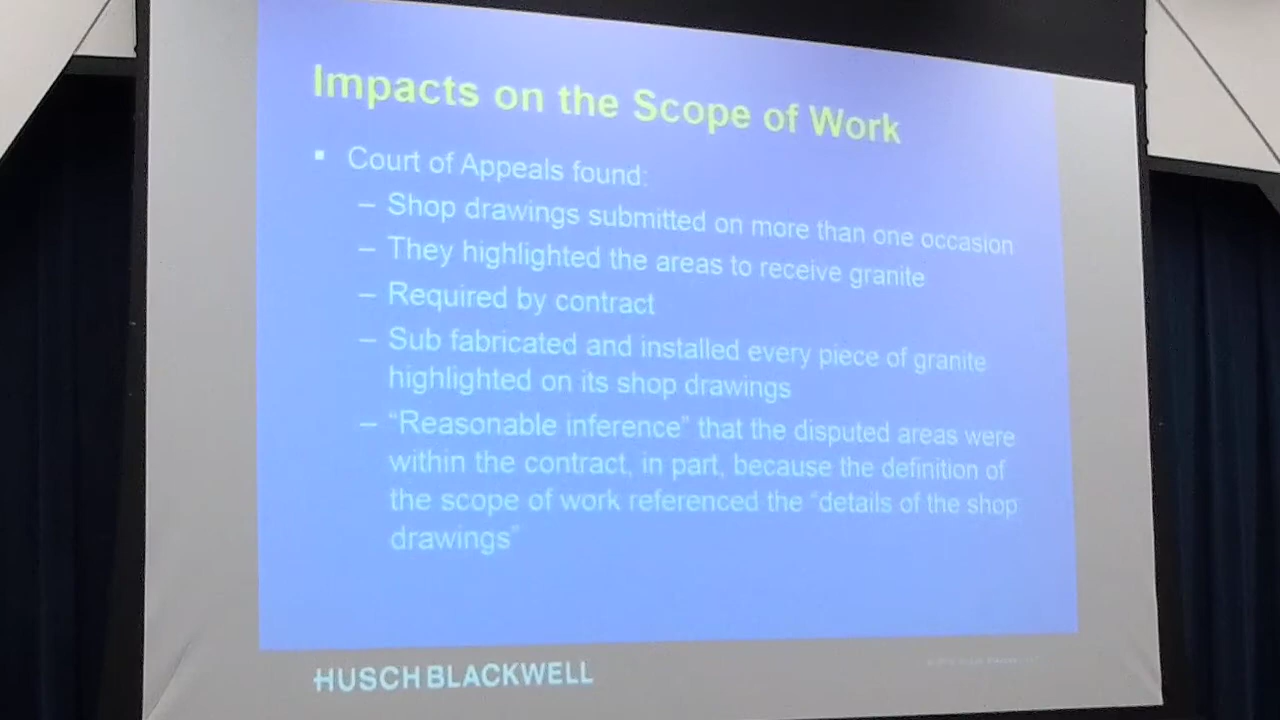 Impacts on the Scope of Work
▪ Court of Appeals found:
– Shop drawings submitted on more than one occasion
– They highlighted the areas to receive granite
– Required by contract
– Sub fabricated and installed every piece of granite
highlighted on its shop drawings
– “Reasonable inference” that the disputed areas were
within the contract, in part, because the definition of
the scope of work referenced the “details of the shop
drawings”
HUSCH BLACKWELL